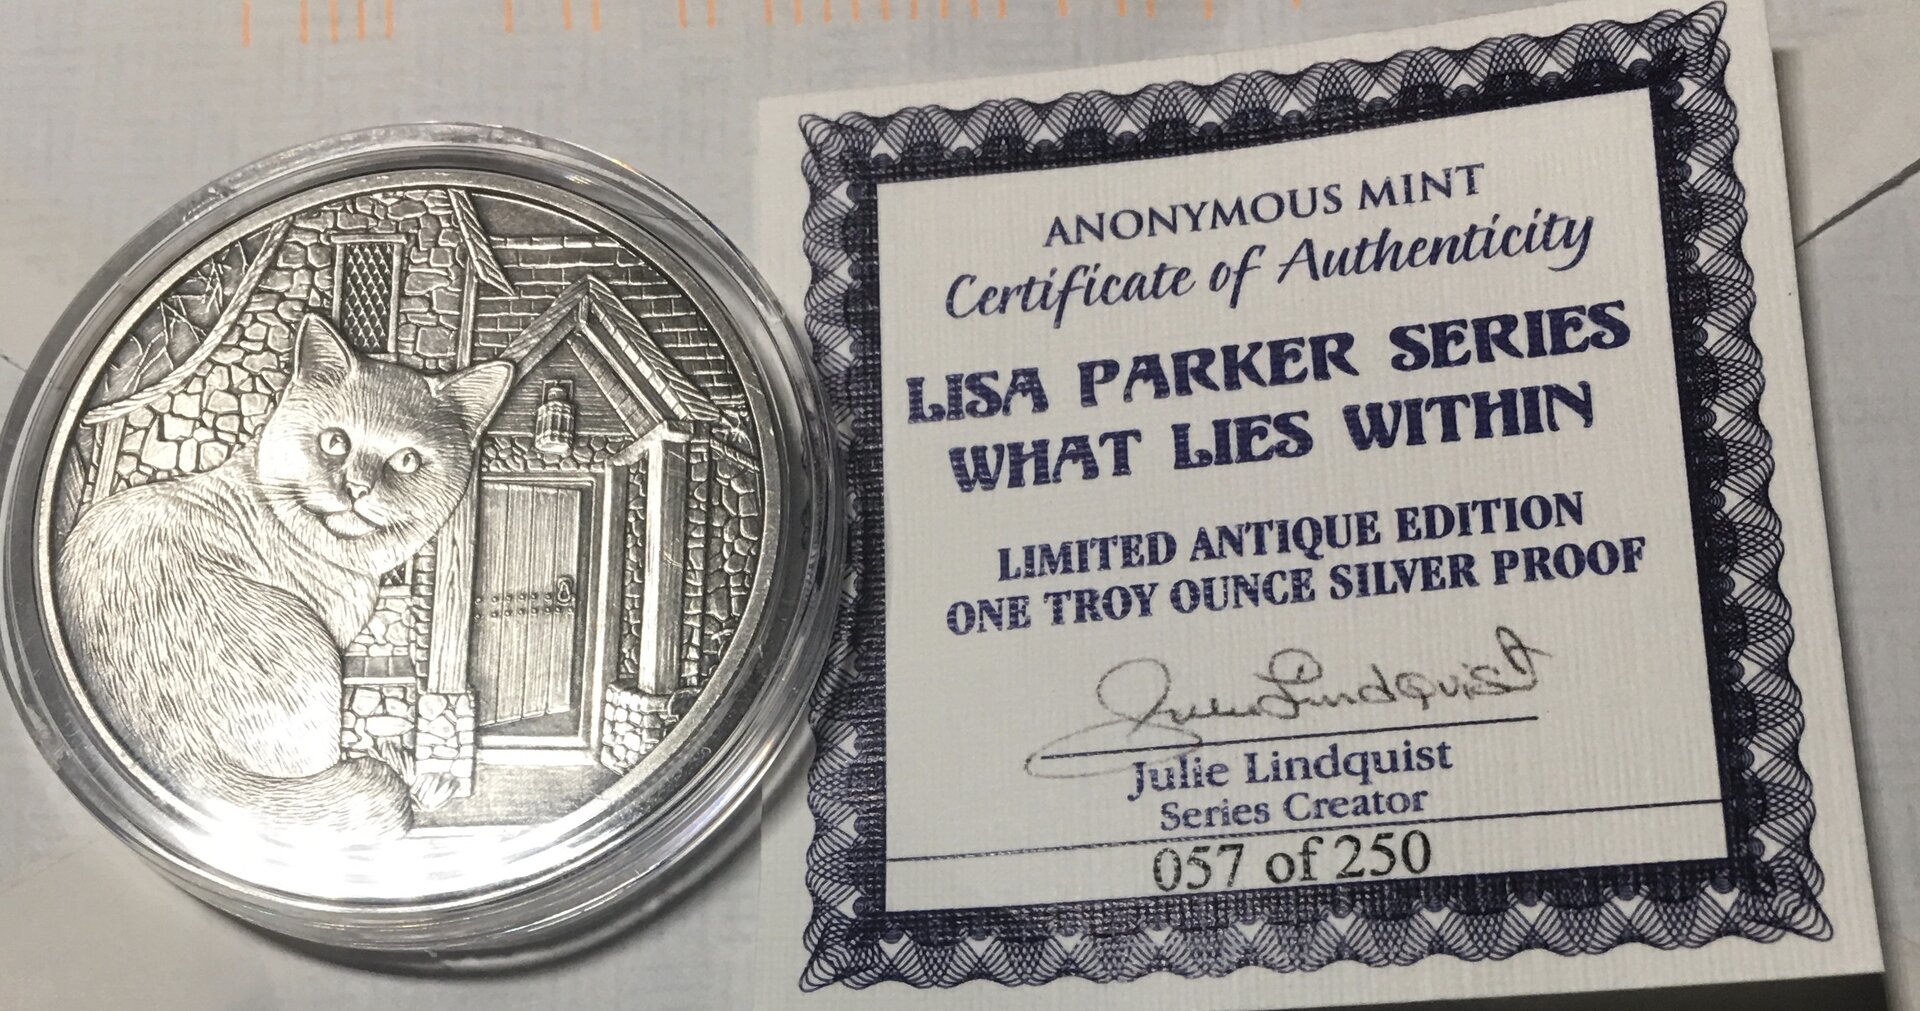 ANONYMOUS MINT
Certificate of Authenticity
LISA PARKER SERIES
WHAT LIES WITHIN
LIMITED ANTIQUE EDITION
ONE TROY OUNCE SILVER PROOF
Julie Lindquist
Julie Lindquist
Series Creator
057 of 250